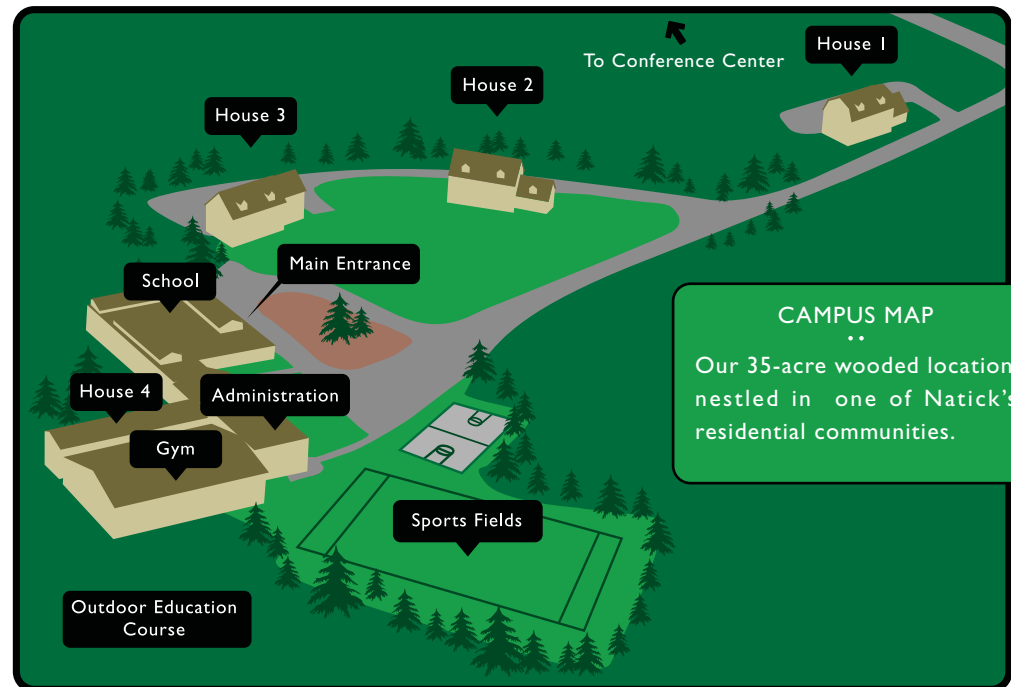 House 1
To Conference Center
House 2
House 3
Main Entrance
School
CAMPUS MAP
Our 35-acre wooded location
nestled in one of Natick's
residential communities.
House 4
Administration
Gym
Sports Fields
Outdoor Education
Course